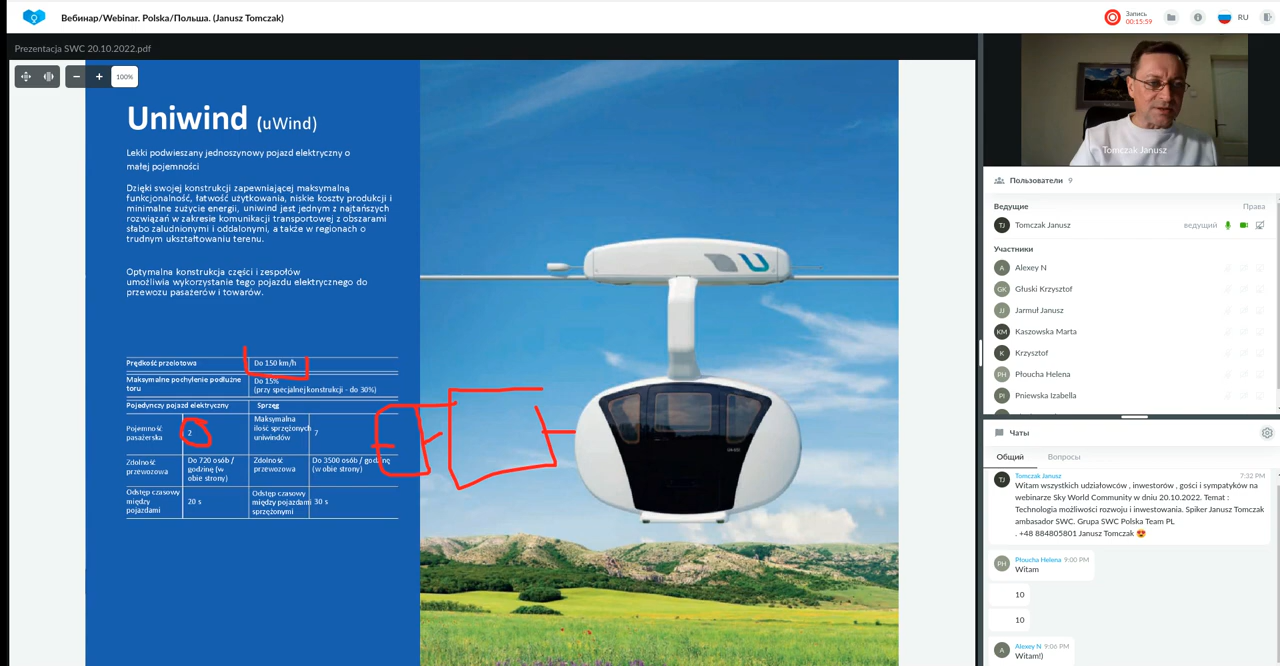 Вебинар/Webinar. Polska/Польша. (Janusz Tomczak)
Запись
00:15:59
RU
Prezentacja SWC 20.10.2022.pdf
100%
Uniwind (uWind)
Lekki podwieszany jednoszynowy pojazd elektryczny o
małej pojemności
Dzięki swojej konstrukcji zapewniającej maksymalną
funkcjonalność, łatwość użytkowania, niskie koszty produkcji i
minimalne zużycie energii, uniwind jest jednym z najtańszych
rozwiązań w zakresie komunikacji transportowej z obszarami
słabo zaludnionymi i oddalonymi, a także w regionach o
trudnym ukształtowaniu terenu.
Optymalna konstrukcja części i zespołów
umożliwia wykorzystanie tego pojazdu elektrycznego do
przewozu pasażerów i towarów.
Prędkość przelotowa
Do 150 km/h
Maksymalne pochylenie podłużne
toru
Do 15%
(przy specjalnej konstrukcji - do 30%)
Pojedynczy pojazd elektryczny
Sprzęg
Pojemność
pasażerska
2
Maksymalna
ilość sprzężonych
uniwindów
7
Zdolność
przewozowa
Do 720 osób /
godzinę (w
obie strony)
Zdolność
przewozowa
Do 3500 osób / godzinę
(w obie strony)
Odstęp czasowy
między
pojazdami
20 s
Odstęp czasowy
między pojazdami
sprzężonymi
30 s
Tomczak Janusz
Пользователи 9
Ведущие
Права
TJ
Tomczak Janusz
ведущий
Участники
A
Alexey N
GK
Głuski Krzysztof
JJ
Jarmuł Janusz
KM
Kaszowska Marta
K
Krzysztof
PH
Płoucha Helena
PI
Pniewska Izabella
Чаты
Общий
Вопросы
TJ
Tomczak Janusz
7:32 PM
Witam wszystkich udziałowców , inwestorów , gości i sympatyków na
webinarze Sky World Community w dniu 20.10.2022. Temat :
Technologia możliwości rozwoju i inwestowania. Spiker Janusz Tomczak
ambasador SWC. Grupa SWC Polska Team PL
. +48 884805801 Janusz Tomczak 😍
PH
Płoucha Helena 9:00 PM
Witam
10
10
A
Alexey N 9:06 PM
Witam!)